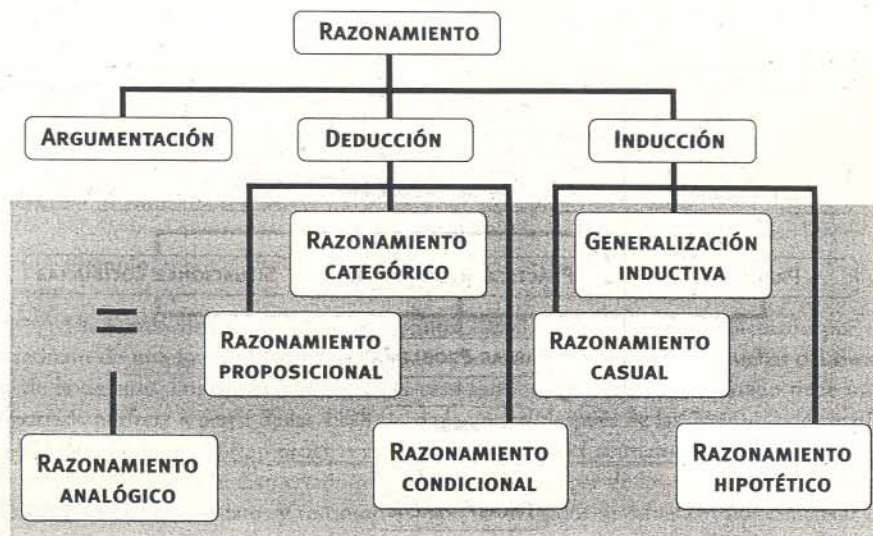 RAZONAMIENTO
ARGUMENTACIÓN
DEDUCCIÓN
INDUCCIÓN
RAZONAMIENTO
CATEGÓRICO
GENERALIZACIÓN
INDUCTIVA
=
RAZONAMIENTO
PROPOSICIONAL
RAZONAMIENTO
CASUAL
RAZONAMIENTO
ANALÓGICO
RAZONAMIENTO
CONDICIONAL
RAZONAMIENTO
HIPOTÉTICO